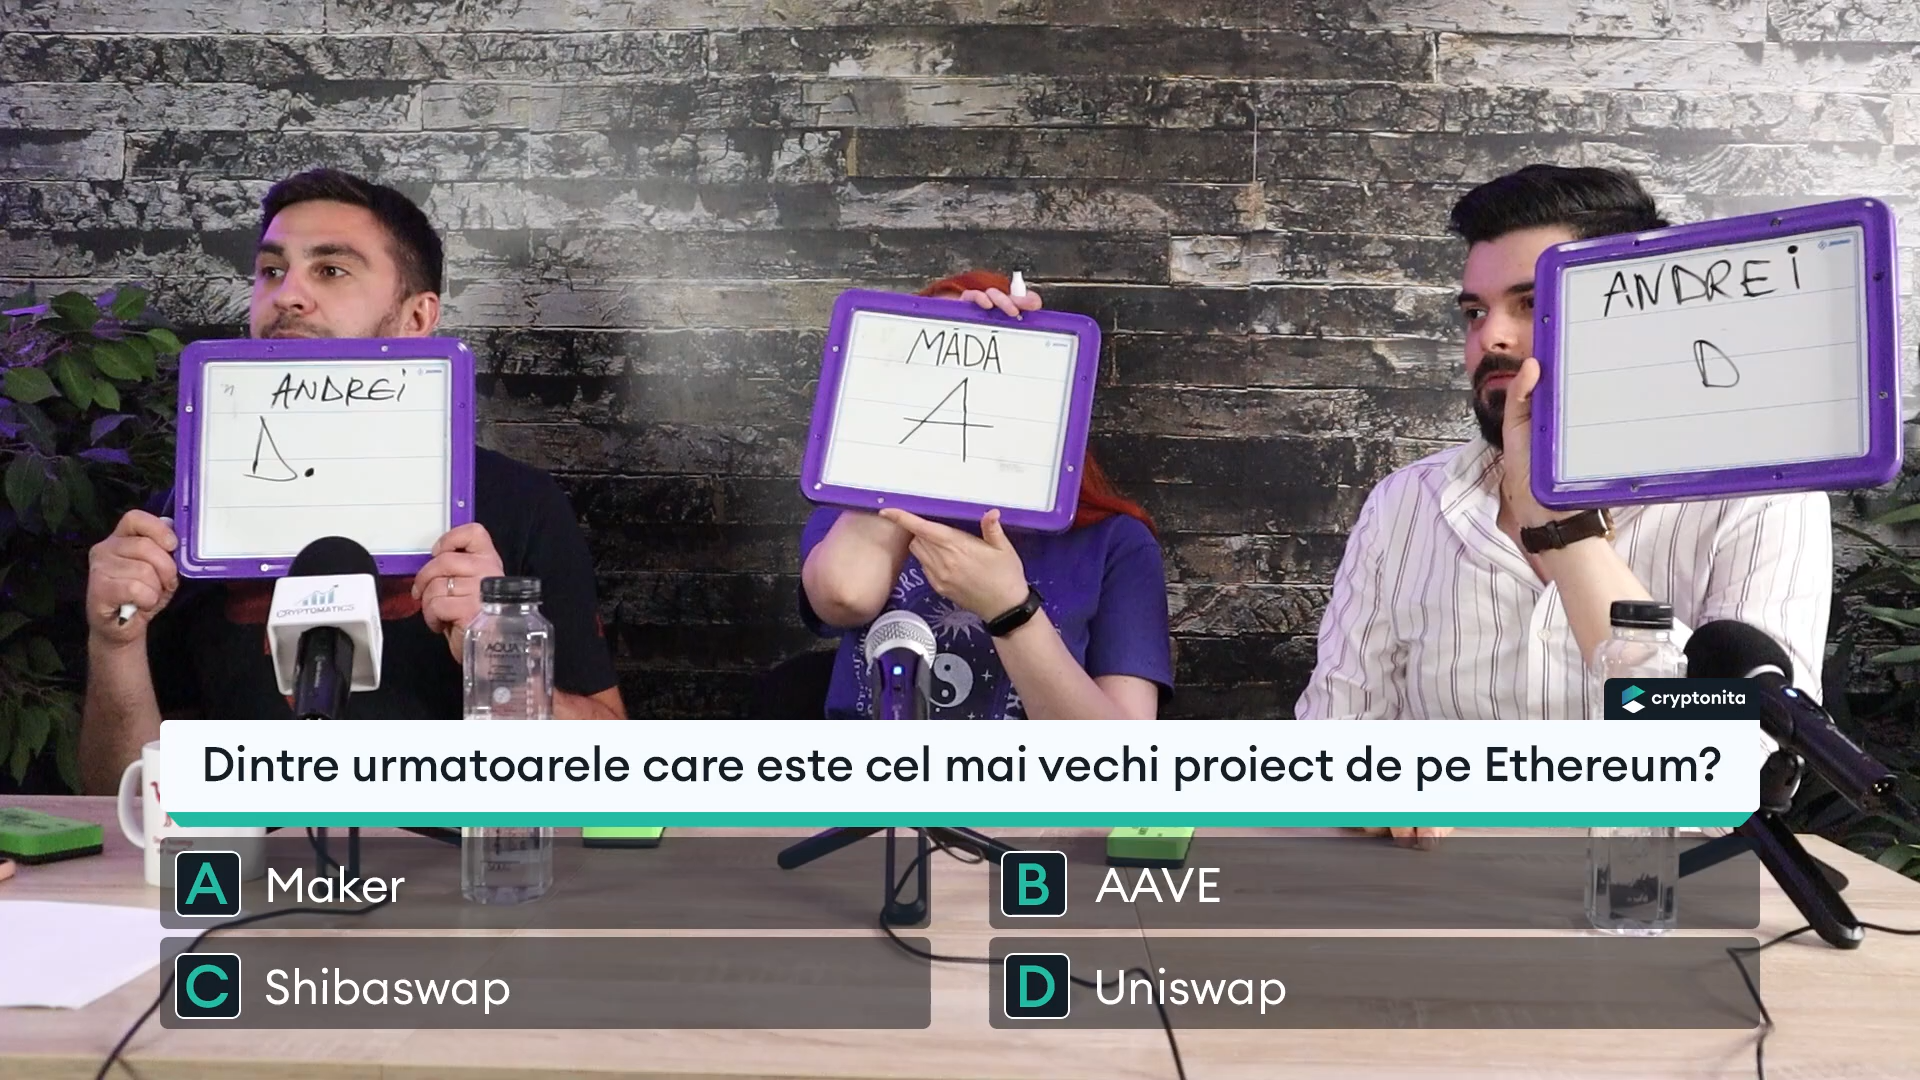 ANDREI
D.
MĂDĂ
A
ANDREI
D
CRYPTOMATICS
AQUA
cryptonita
Dintre urmatoarele care este cel mai vechi proiect de pe Ethereum?
A Maker
B AAVE
C Shibaswap
D Uniswap